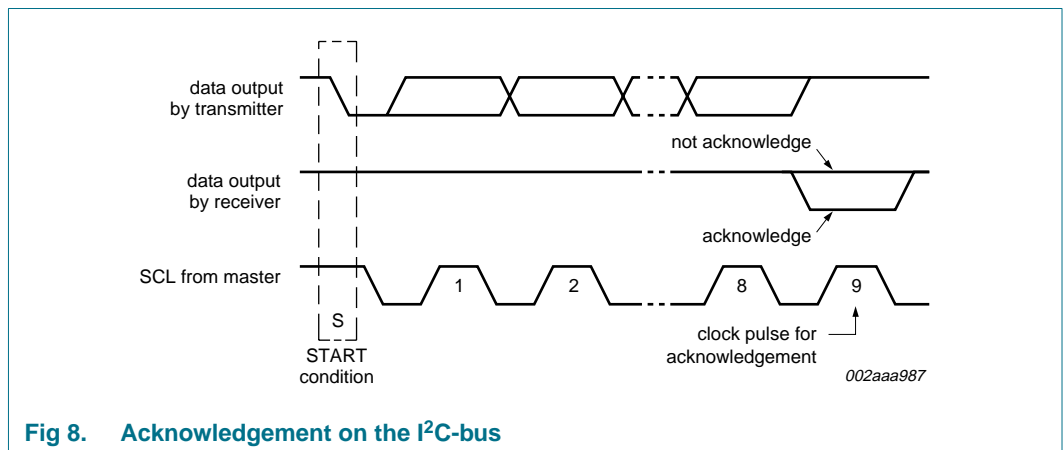 data output
by transmitter
not acknowledge
data output
by receiver
acknowledge
SCL from master
1
2
8
9
S
START
condition
clock pulse for
acknowledgement
002aaa987
Fig 8. Acknowledgement on the I²C-bus